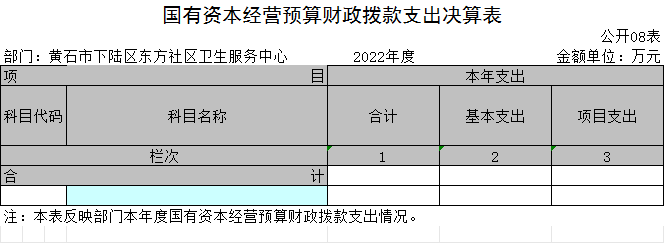 国有资本经营预算财政拨款支出决算表
公开08表
部门：黄石市下陆区东方社区卫生服务中心 2022年度 金额单位：万元
项 目 本年支出
科目代码 科目名称 合计 基本支出 项目支出
栏次 1 2 3
合 计
注：本表反映部门本年度国有资本经营预算财政拨款支出情况。